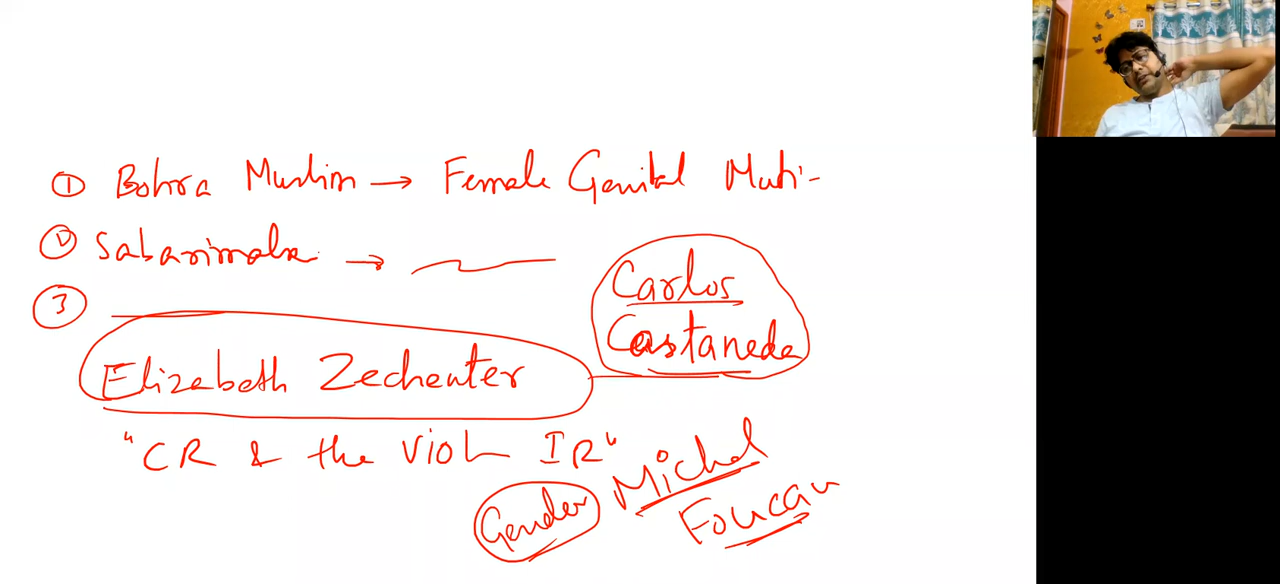 ① Bohra Muslim → Female Genital Muti-
② Sabarimala →
③
Carlos
Castaneda
Elizabeth Zechenter
"CR & the Viol IR"
Gender
Michel
Foucau